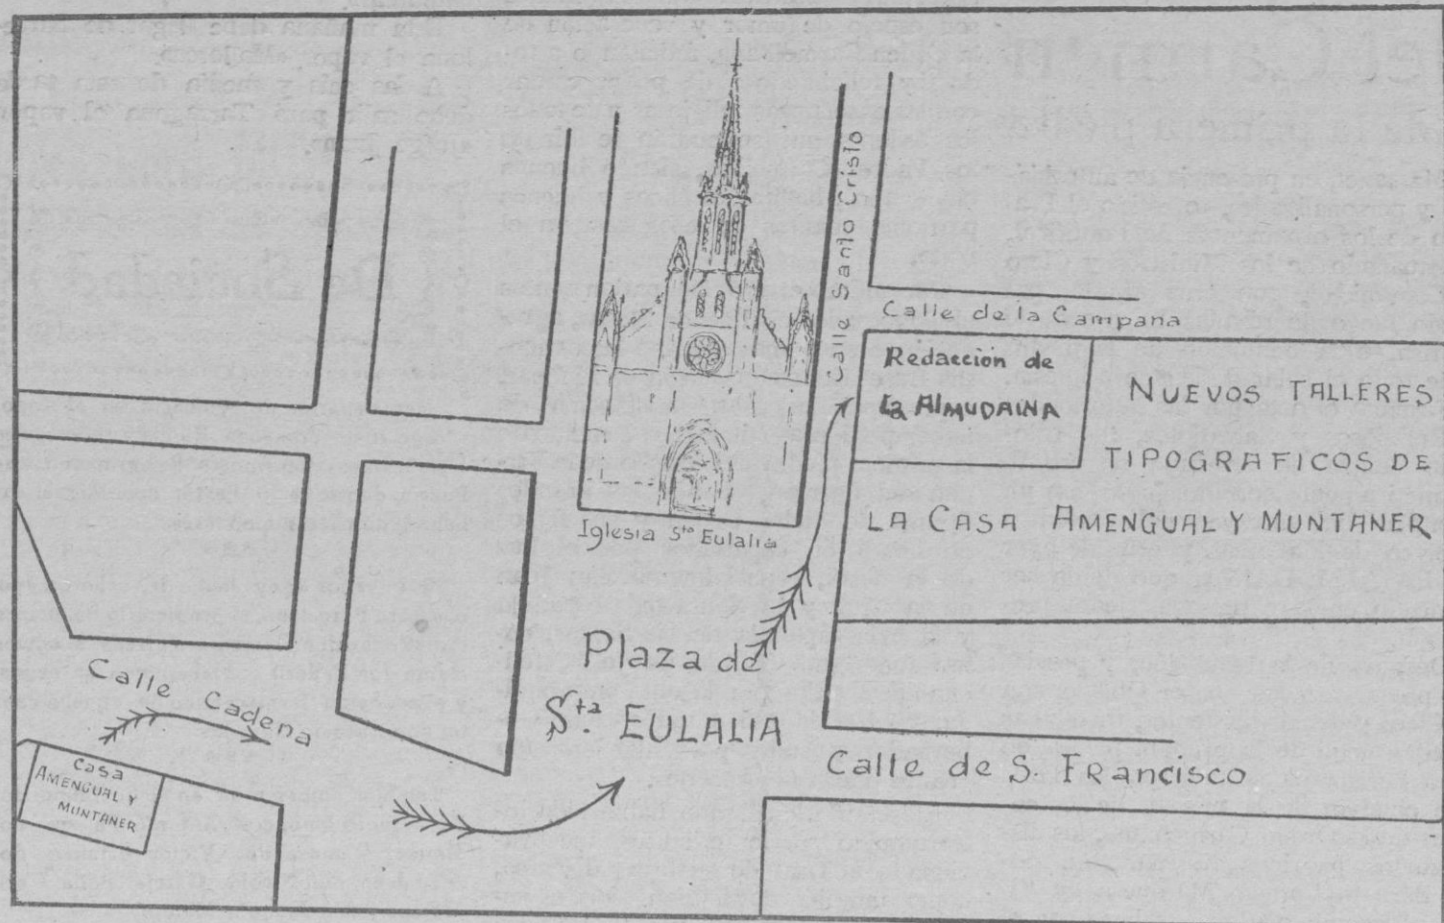 Calle Santo Cristo
Calle de la Campana
Redacción de
La Almudaina
Nuevos Talleres
Tipograficos de
la Casa Amengual y Muntaner
Iglesia Sta Eulalia
Plaza de
Sta. Eulalia
Calle Cadena
Casa
Amengual y
Muntaner
Calle de S. Francisco